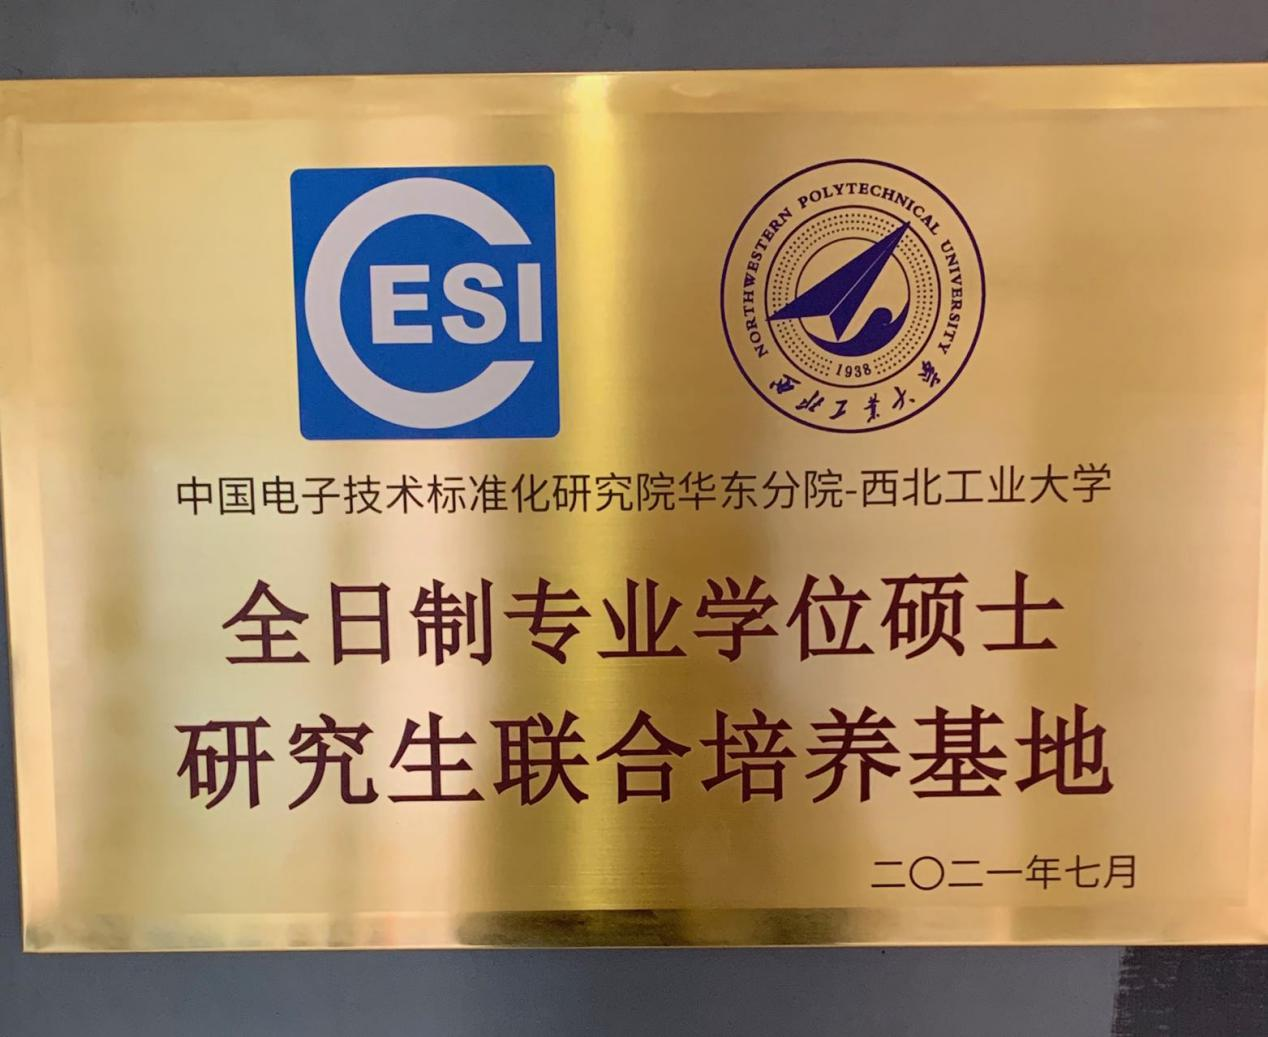 CESI
NORTHWESTERN POLYTECHNICAL UNIVERSITY
1938
西北工业大学
中国电子技术标准化研究院华东分院-西北工业大学
全日制专业学位硕士
研究生联合培养基地
二〇二一年七月